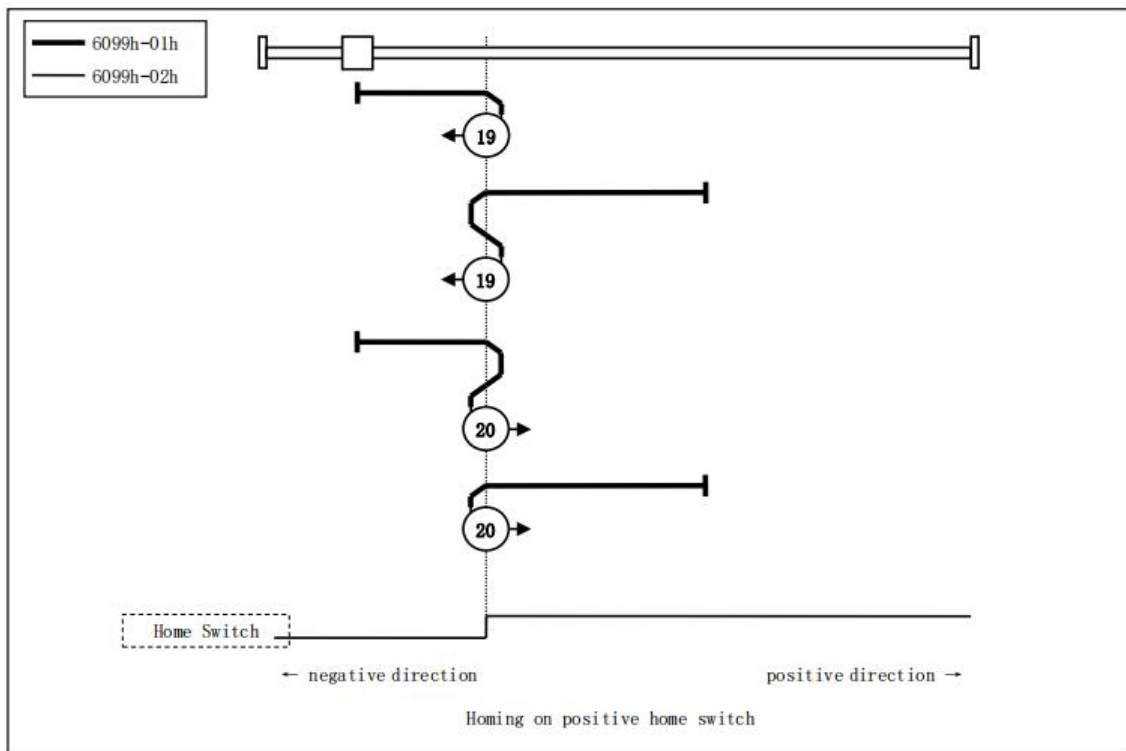 6099h-01h
6099h-02h
19
19
20
20
Home Switch
← negative direction
positive direction →
Homing on positive home switch